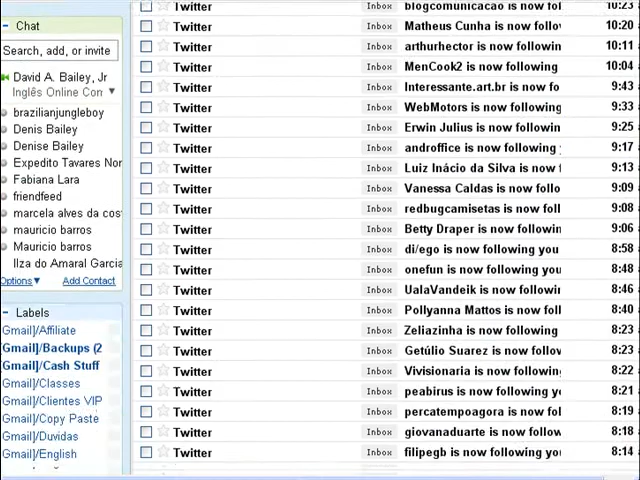 Twitter Inbox blogcomunicacao is now follov 10:23
Twitter Inbox Matheus Cunha is now follov 10:20
Twitter Inbox arthurhector is now followin 10:11
Twitter Inbox MenCook2 is now following 10:04
Twitter Inbox Interessante.art.br is now fo 9:43
Twitter Inbox WebMotors is now following 9:33
Twitter Inbox Erwin Julius is now followin 9:25
Twitter Inbox androffice is now following 9:17
Twitter Inbox Luiz Inácio da Silva is now f 9:13
Twitter Inbox Vanessa Caldas is now follo 9:09
Twitter Inbox redbugcamisetas is now foll 9:08
Twitter Inbox Betty Draper is now followin 9:06
Twitter Inbox di/ego is now following you 8:58
Twitter Inbox onefun is now following you 8:48
Twitter Inbox UalaVandeik is now following 8:46
Twitter Inbox Pollyanna Mattos is now foll 8:40
Twitter Inbox Zeliazinha is now following 8:23
Twitter Inbox Getúlio Suarez is now follov 8:23
Twitter Inbox Vivisionaria is now following 8:22
Twitter Inbox peabirus is now following y 8:21
Twitter Inbox percatempoagora is now foll 8:19
Twitter Inbox giovanaduarte is now follow 8:18
Twitter Inbox filipegb is now following yo 8:14
Chat
Search, add, or invite
David A. Bailey, Jr
Inglês Online Con
brazilianjungleboy
Denis Bailey
Denise Bailey
Expedito Tavares Nor
Fabiana Lara
friendfeed
marcela alves da cos
mauricio barros
Mauricio barros
Ilza do Amaral Garcia
Options Add Contact
Labels
Gmail]/Affiliate
[Gmail]/Backups (2
[Gmail]/Cash Stuff
Gmail]/Classes
Gmail]/Clientes VIP
Gmail]/Copy Paste
Gmail]/Duvidas
Gmail]/English